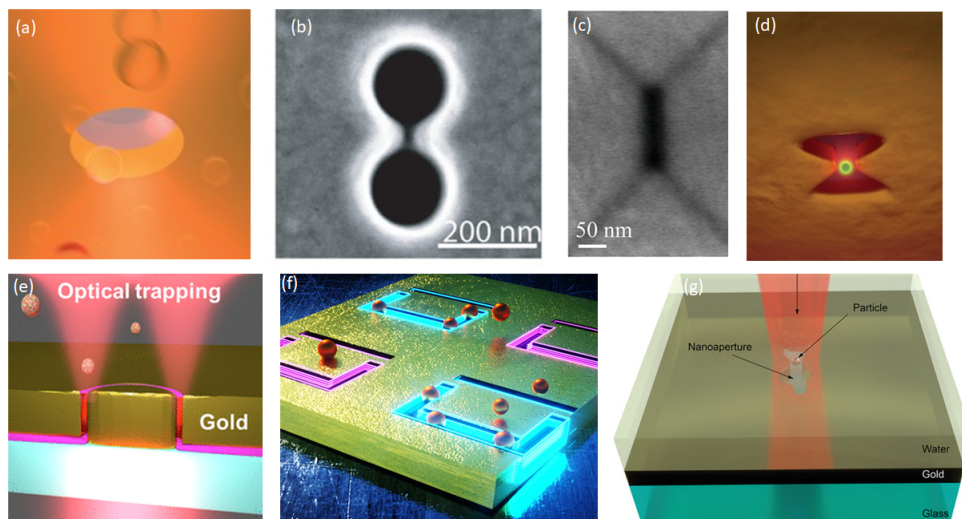 (a)
(b)
200 nm
(c)
50 nm
(d)
(e)
Optical trapping
Gold
(f)
(g)
Particle
Nanoaperture
Water
Gold
Glass